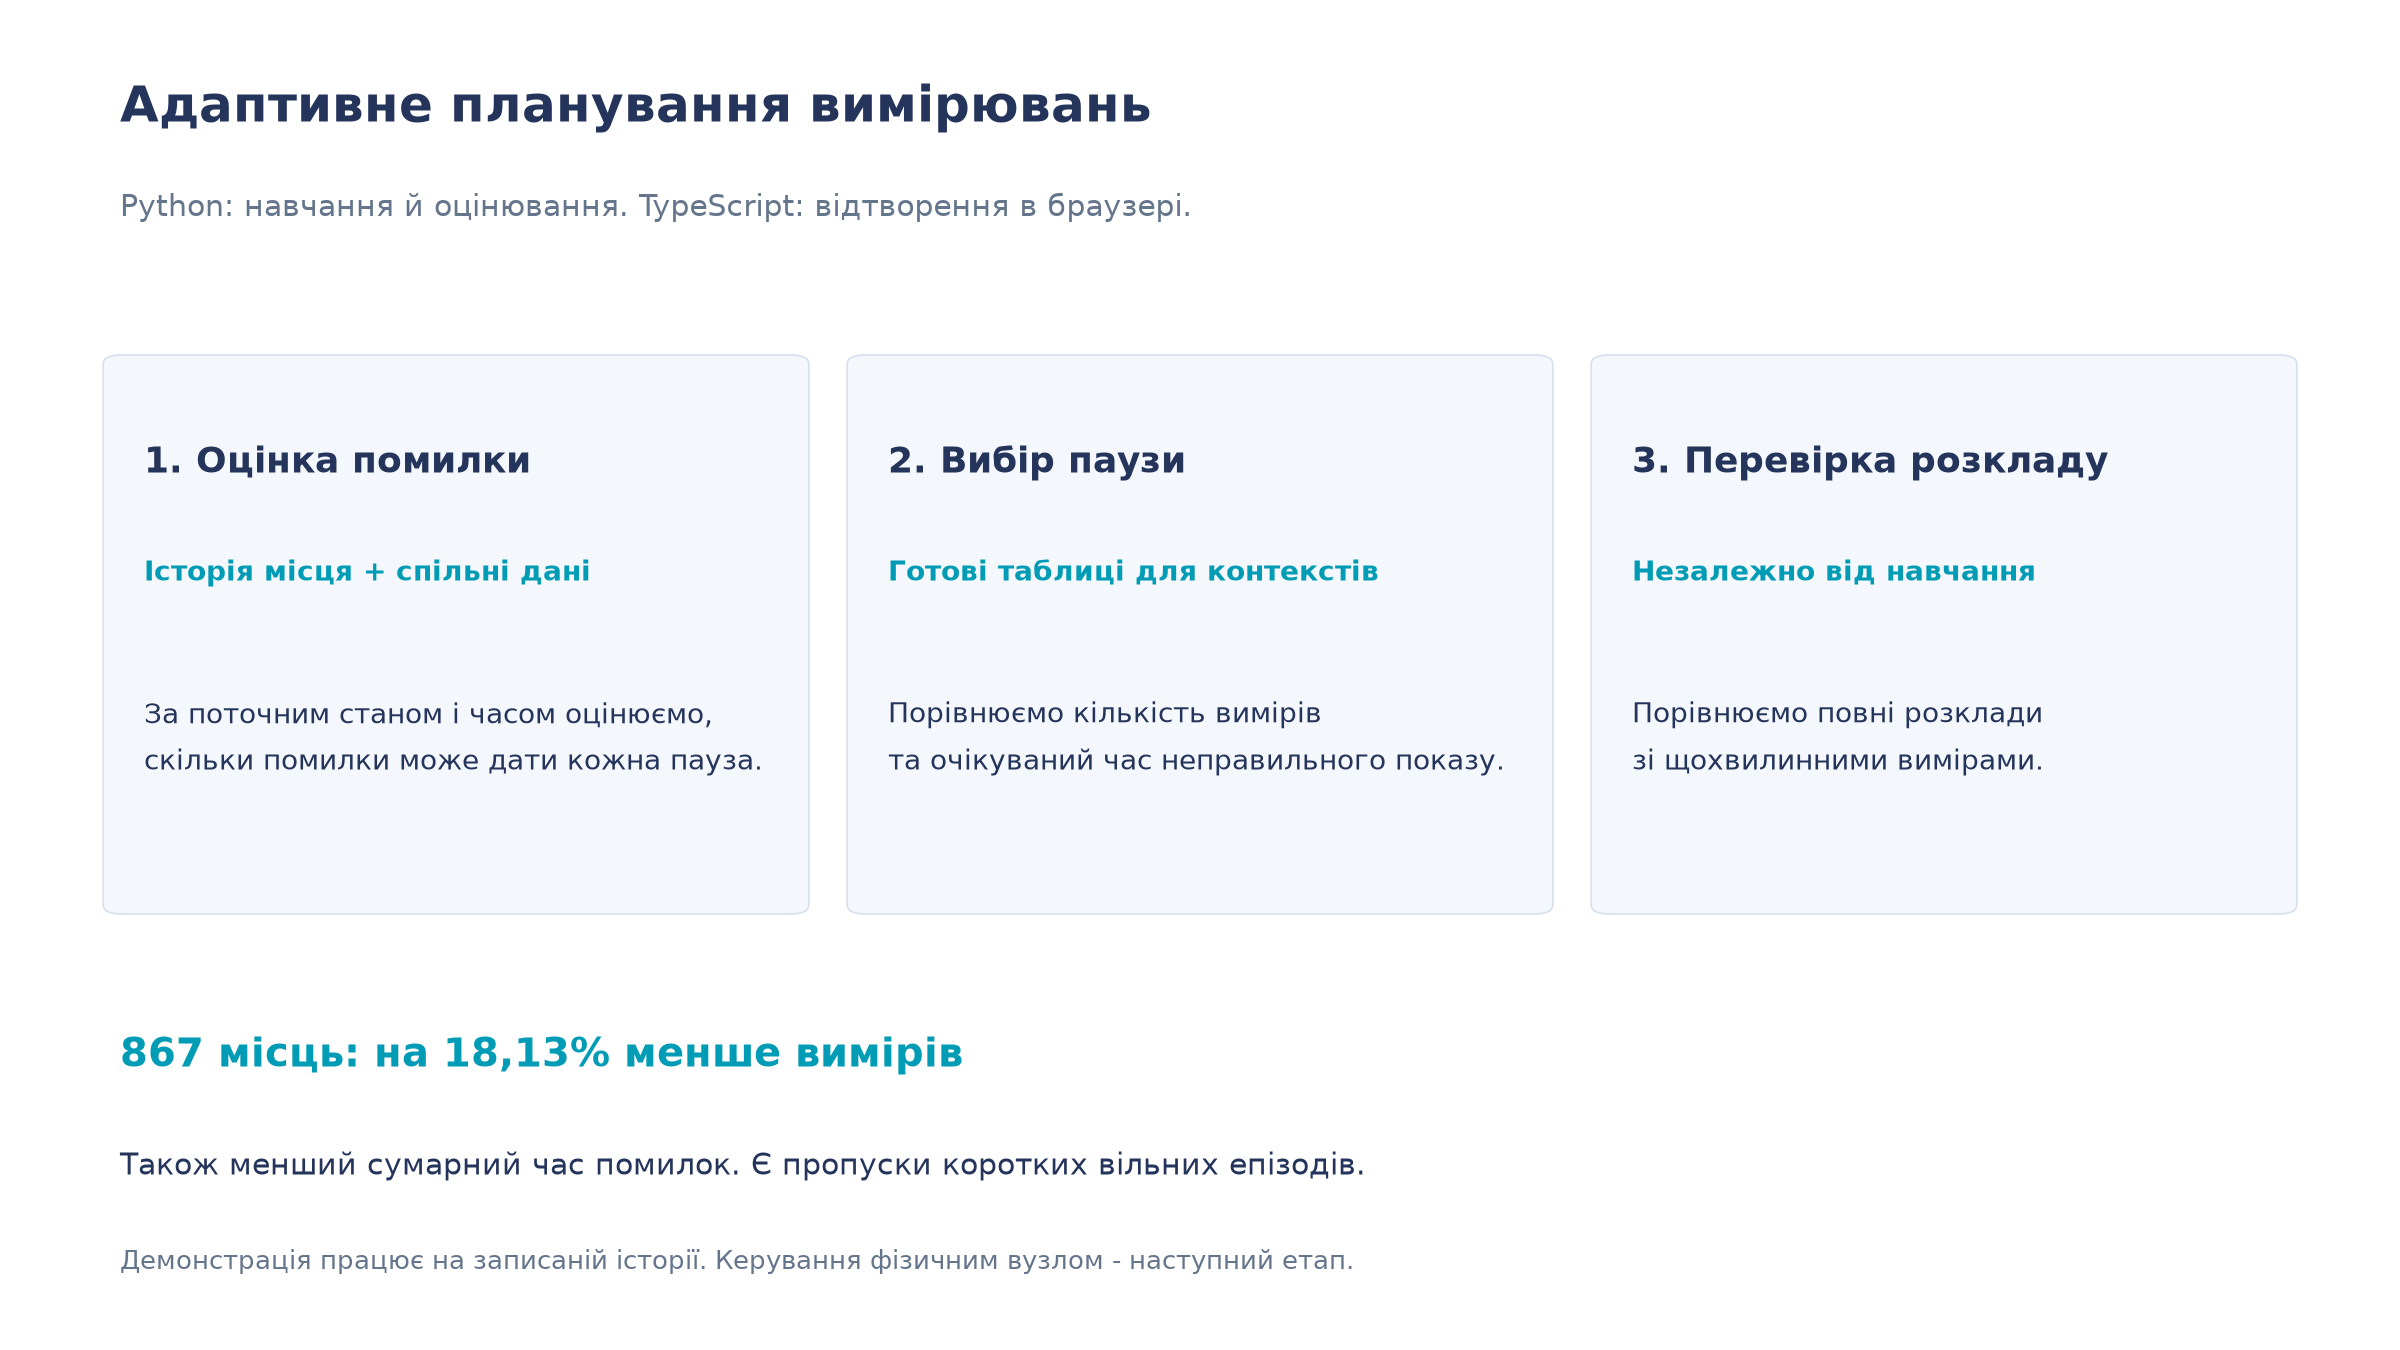 Адаптивне планування вимірювань
Python: навчання й оцінювання. TypeScript: відтворення в браузері.
1. Оцінка помилки
Історія місця + спільні дані
За поточним станом і часом оцінюємо,
скільки помилки може дати кожна пауза.
2. Вибір паузи
Готові таблиці для контекстів
Порівнюємо кількість вимірів
та очікуваний час неправильного показу.
3. Перевірка розкладу
Незалежно від навчання
Порівнюємо повні розклади
зі щохвилинними вимірами.
867 місць: на 18,13% менше вимірів
Також менший сумарний час помилок. Є пропуски коротких вільних епізодів.
Демонстрація працює на записаній історії. Керування фізичним вузлом - наступний етап.